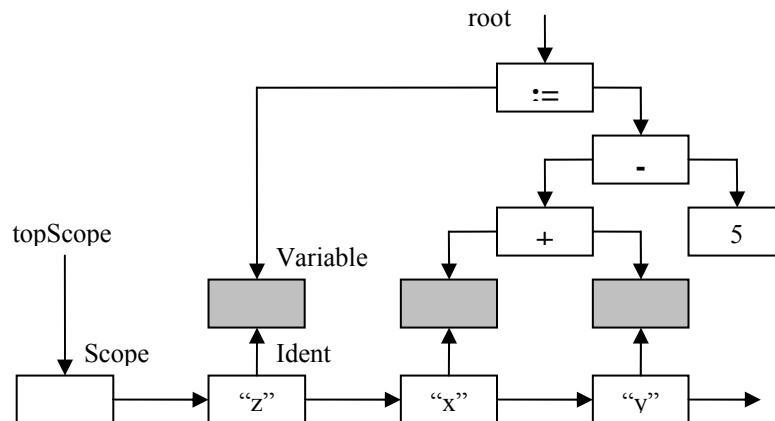 root
:=
-
topScope
+
5
Variable
Scope
Ident
“z”
“x”
“y”